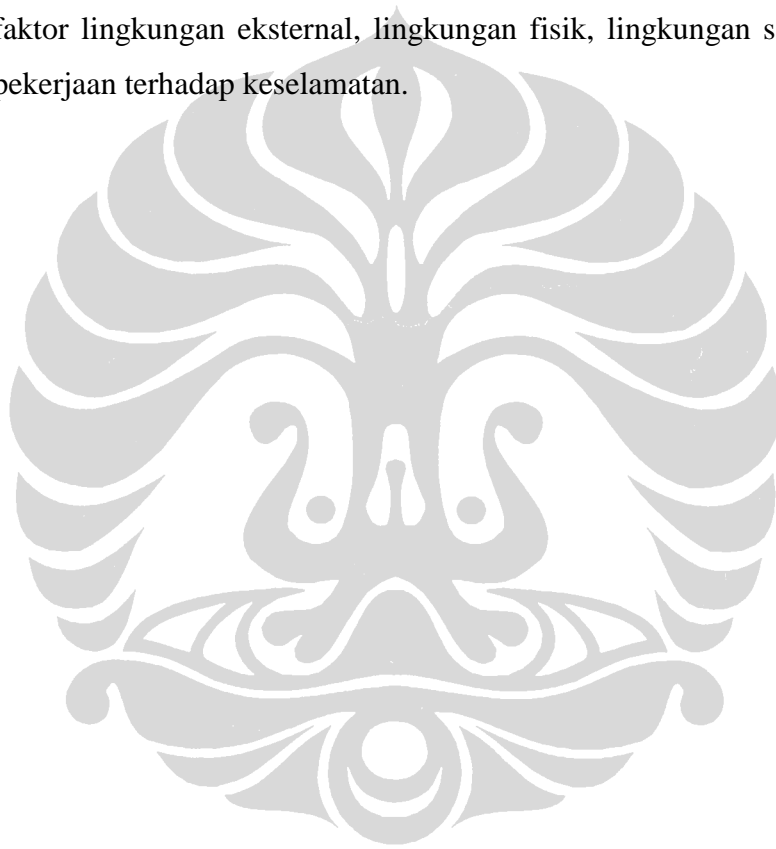 faktor lingkungan eksternal, lingkungan fisik, lingkungan s
pekerjaan terhadap keselamatan.